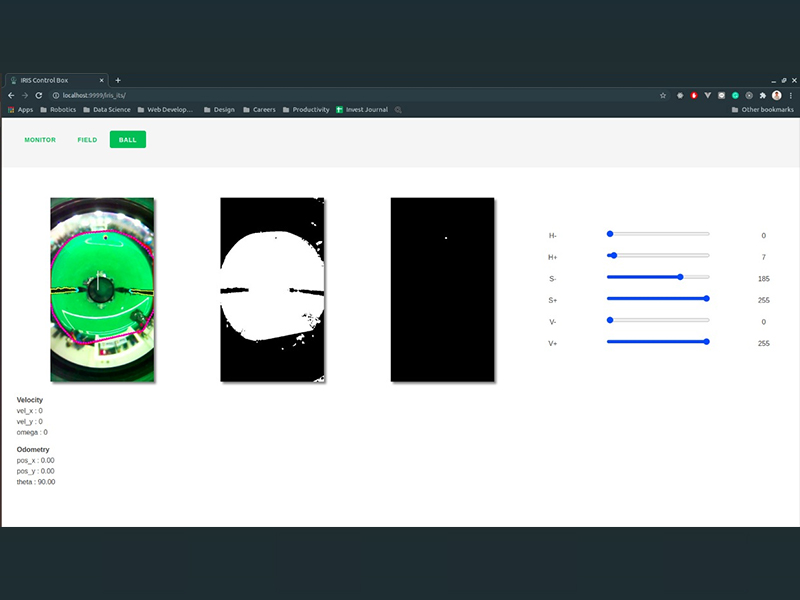 IRIS Control Box
localhost:9999/iris_its/
Apps Robotics Data Science Web Develop... Design Careers Productivity Invest Journal Other bookmarks
MONITOR FIELD BALL
H- 0
H+ 7
S- 185
S+ 255
V- 0
V+ 255
Velocity
vel_x : 0
vel_y : 0
omega : 0
Odometry
pos_x : 0.00
pos_y : 0.00
theta : 90.00